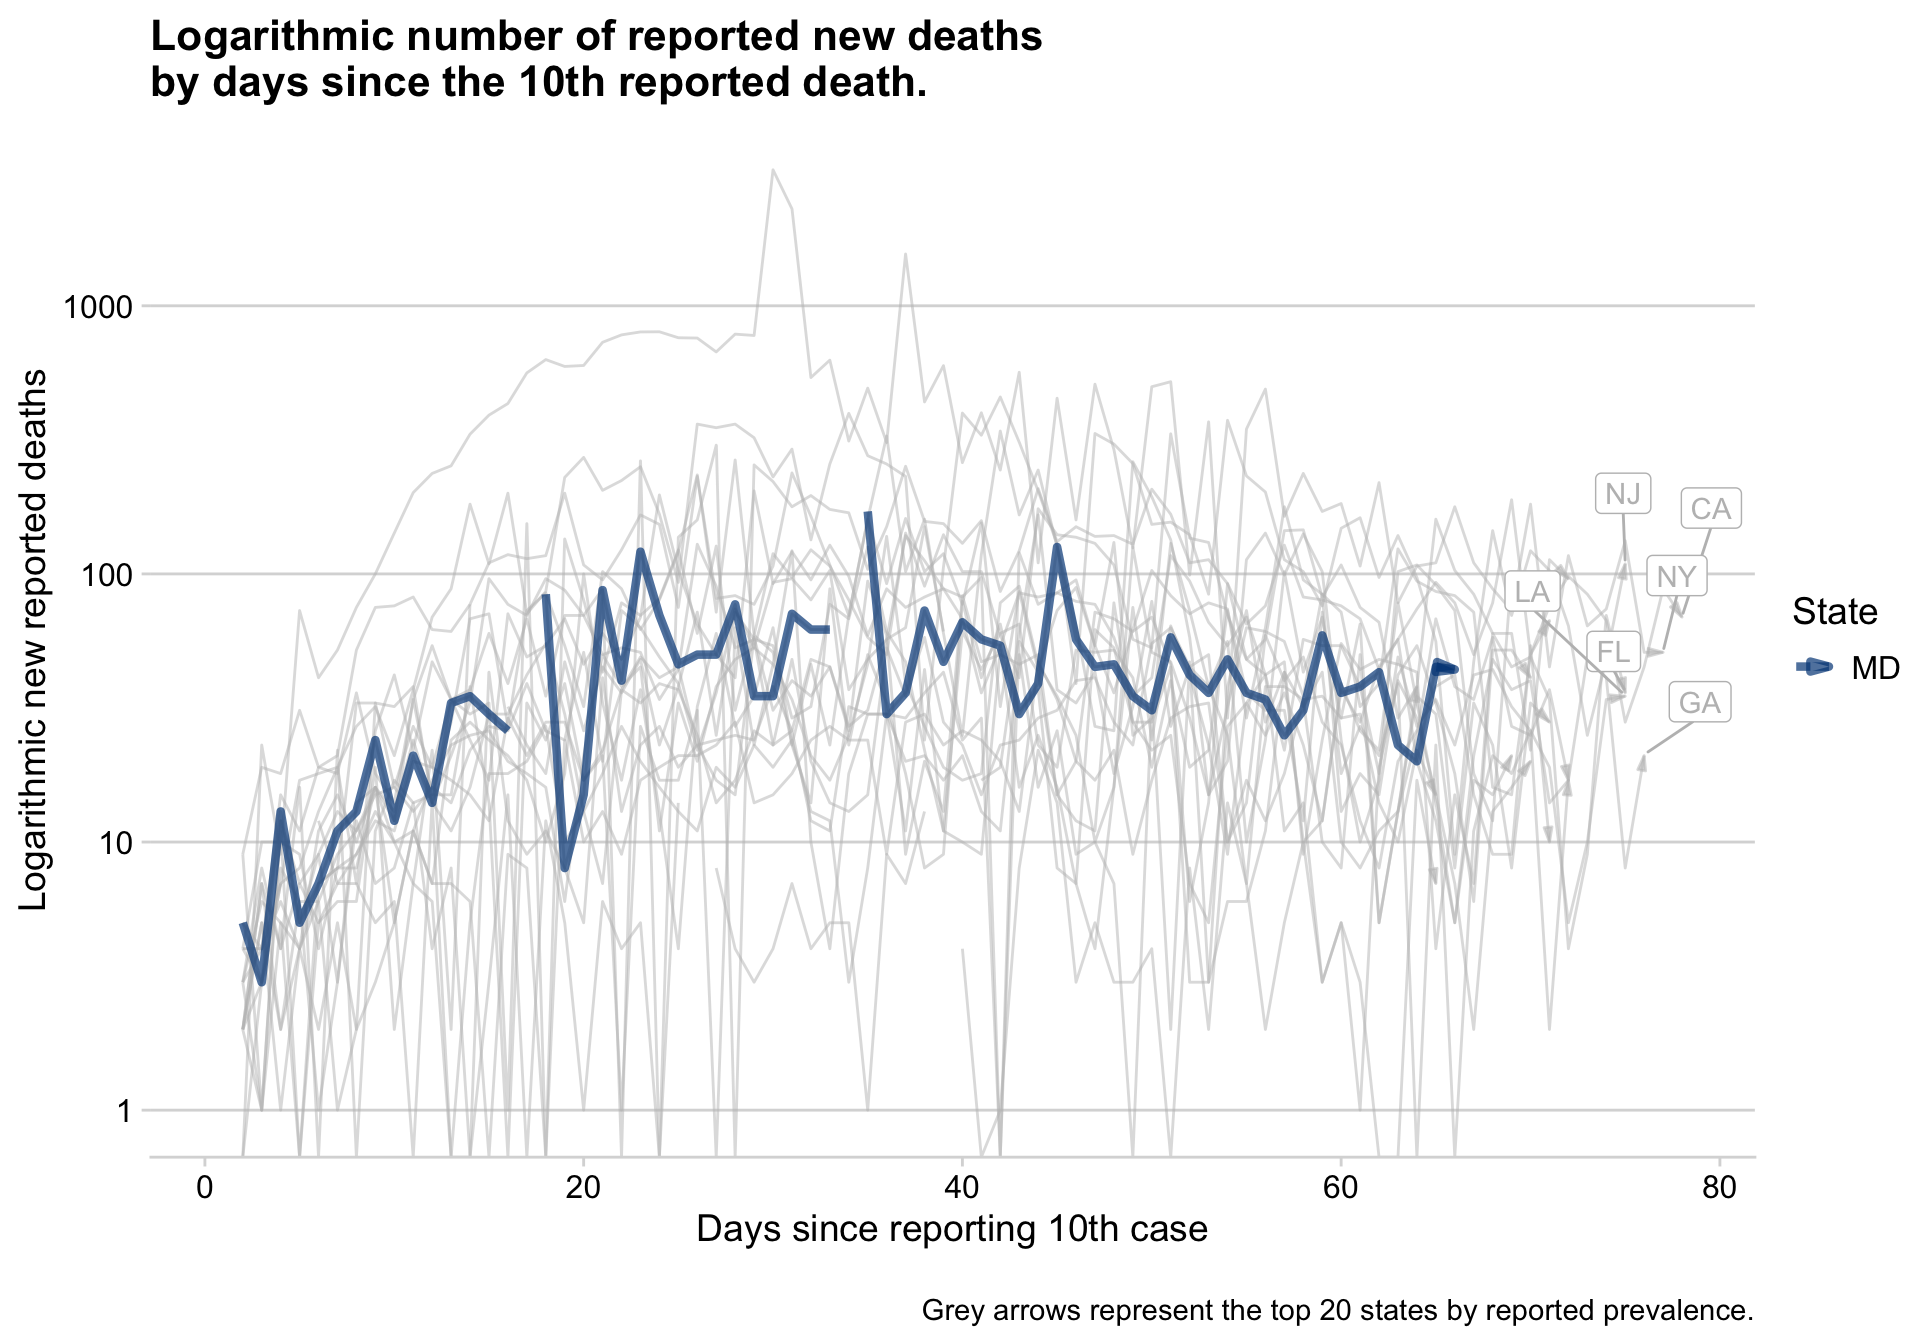 Logarithmic number of reported new deaths
by days since the 10th reported death.
Logarithmic new reported deaths
1000
100
10
1
NJ
CA
NY
LA
FL
GA
State
MD
0
20
40
60
80
Days since reporting 10th case
Grey arrows represent the top 20 states by reported prevalence.